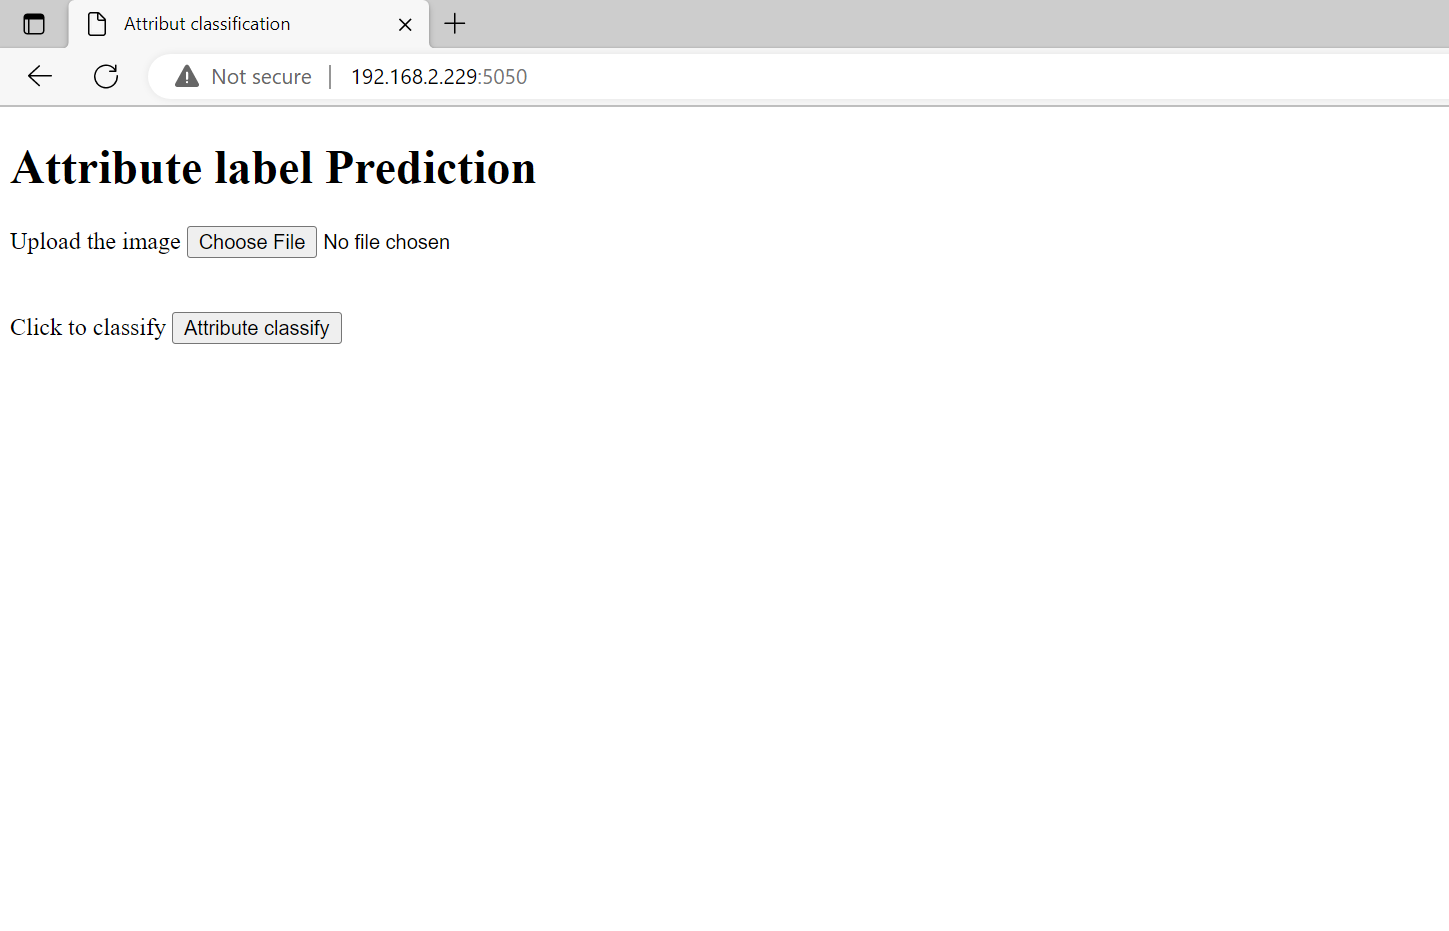 Attribut classification
Not secure | 192.168.2.229:5050
Attribute label Prediction
Upload the image Choose File No file chosen
Click to classify Attribute classify